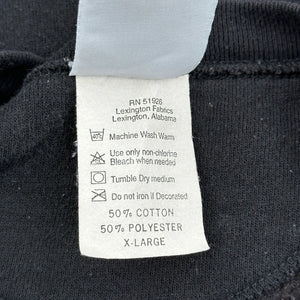 RN 51926
Lexington Fabrics
Lexington, Alabama
Machine Wash Warm
Use only non-chlorine
Bleach when needed
Tumble Dry medium
Do not iron if Decorated
50% COTTON
50% POLYESTER
X-LARGE